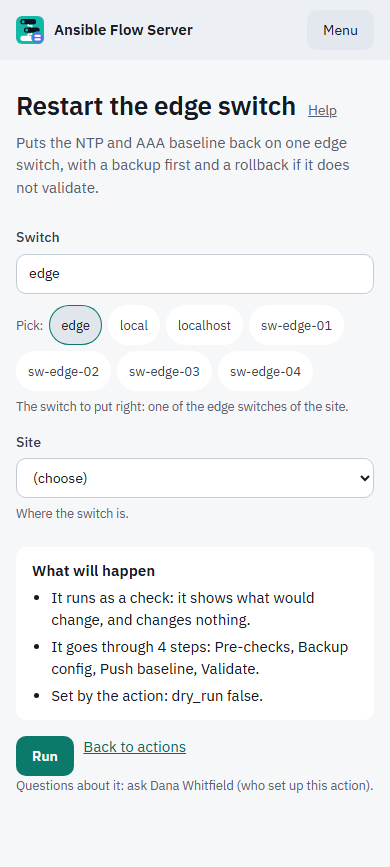 Ansible Flow Server
Menu
Restart the edge switch Help
Puts the NTP and AAA baseline back on one edge
switch, with a backup first and a rollback if it does
not validate.
Switch
edge
Pick: edge local localhost sw-edge-01
sw-edge-02 sw-edge-03 sw-edge-04
The switch to put right: one of the edge switches of the site.
Site
(choose)
Where the switch is.
What will happen
• It runs as a check: it shows what would
change, and changes nothing.
• It goes through 4 steps: Pre-checks, Backup
config, Push baseline, Validate.
• Set by the action: dry_run false.
Run Back to actions
Questions about it: ask Dana Whitfield (who set up this action).